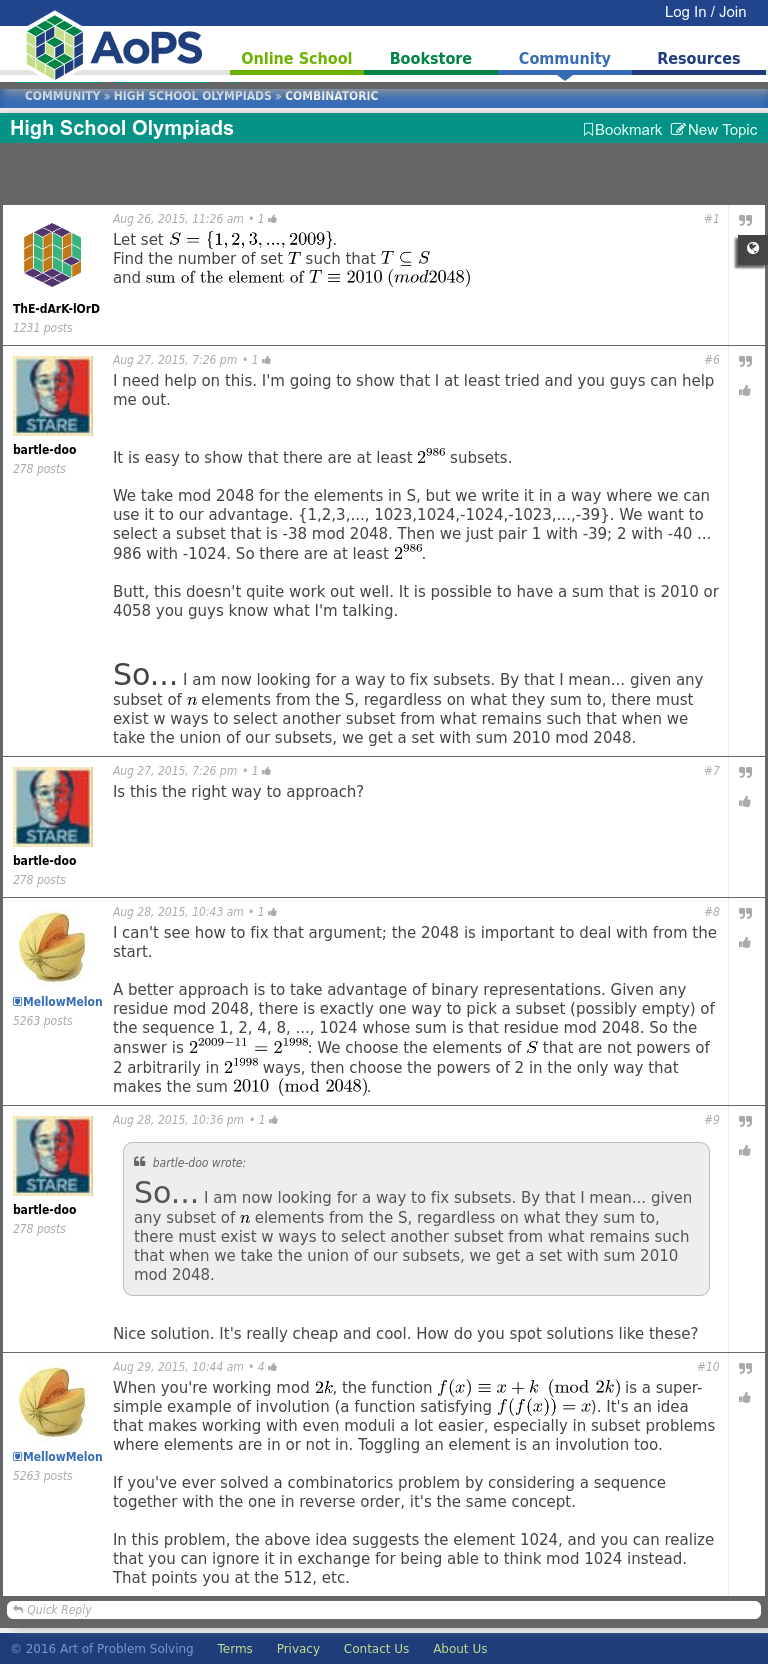 Log In / Join
AoPS
Online School Bookstore Community Resources
COMMUNITY » HIGH SCHOOL OLYMPIADS » COMBINATORIC
High School Olympiads
Bookmark New Topic
Aug 26, 2015, 11:26 am • 1 #1
Let set S = {1, 2, 3, ..., 2009}.
Find the number of set T such that T ⊆ S
and sum of the element of T ≡ 2010 (mod2048)
ThE-dArK-lOrD
1231 posts
Aug 27, 2015, 7:26 pm • 1 #6
I need help on this. I'm going to show that I at least tried and you guys can help
me out.
It is easy to show that there are at least 2^986 subsets.
We take mod 2048 for the elements in S, but we write it in a way where we can
use it to our advantage. {1,2,3,..., 1023,1024,-1024,-1023,...,-39}. We want to
select a subset that is -38 mod 2048. Then we just pair 1 with -39; 2 with -40 ...
986 with -1024. So there are at least 2^986.
Butt, this doesn't quite work out well. It is possible to have a sum that is 2010 or
4058 you guys know what I'm talking.
So... I am now looking for a way to fix subsets. By that I mean... given any
subset of n elements from the S, regardless on what they sum to, there must
exist w ways to select another subset from what remains such that when we
take the union of our subsets, we get a set with sum 2010 mod 2048.
STARE
bartle-doo
278 posts
Aug 27, 2015, 7:26 pm • 1 #7
Is this the right way to approach?
STARE
bartle-doo
278 posts
Aug 28, 2015, 10:43 am • 1 #8
I can't see how to fix that argument; the 2048 is important to deal with from the
start.
A better approach is to take advantage of binary representations. Given any
residue mod 2048, there is exactly one way to pick a subset (possibly empty) of
the sequence 1, 2, 4, 8, ..., 1024 whose sum is that residue mod 2048. So the
answer is 2^2009−11 = 2^1998: We choose the elements of S that are not powers of
2 arbitrarily in 2^1998 ways, then choose the powers of 2 in the only way that
makes the sum 2010 (mod 2048).
MellowMelon
5263 posts
Aug 28, 2015, 10:36 pm • 1 #9
bartle-doo wrote:
So... I am now looking for a way to fix subsets. By that I mean... given
any subset of n elements from the S, regardless on what they sum to,
there must exist w ways to select another subset from what remains such
that when we take the union of our subsets, we get a set with sum 2010
mod 2048.
Nice solution. It's really cheap and cool. How do you spot solutions like these?
STARE
bartle-doo
278 posts
Aug 29, 2015, 10:44 am • 4 #10
When you're working mod 2k, the function f(x) ≡ x + k (mod 2k) is a super-
simple example of involution (a function satisfying f(f(x)) = x). It's an idea
that makes working with even moduli a lot easier, especially in subset problems
where elements are in or not in. Toggling an element is an involution too.
If you've ever solved a combinatorics problem by considering a sequence
together with the one in reverse order, it's the same concept.
In this problem, the above idea suggests the element 1024, and you can realize
that you can ignore it in exchange for being able to think mod 1024 instead.
That points you at the 512, etc.
MellowMelon
5263 posts
Quick Reply
© 2016 Art of Problem Solving Terms Privacy Contact Us About Us